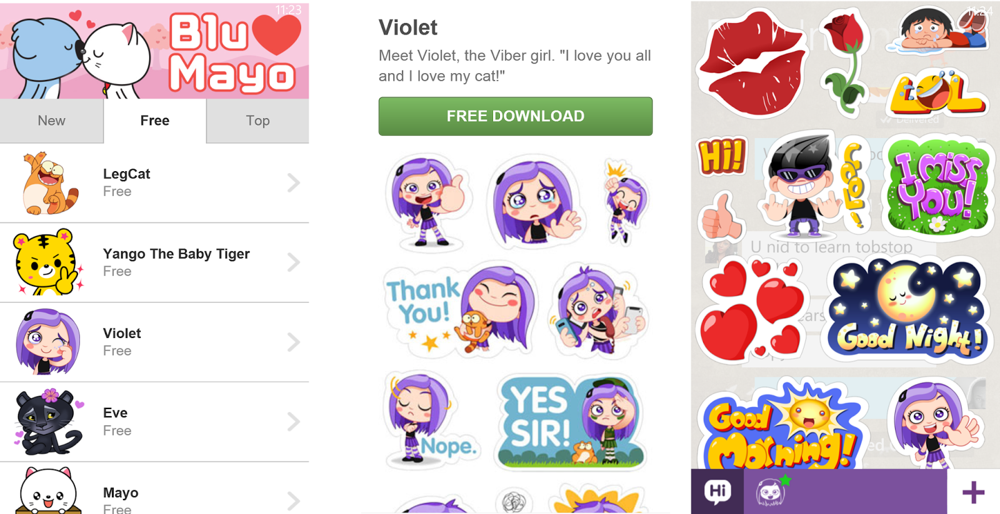 11:23
Blu
Mayo
New
Free
Top
LegCat
Free
Yango The Baby Tiger
Free
Violet
Free
Eve
Free
Mayo
Free
Violet
Meet Violet, the Viber girl. "I love you all
and I love my cat!"
FREE DOWNLOAD
Thank
You!
Nope.
YES
SIR!
11:24
LOL
Delivered
Hi!
COOL!
I miss
You!
U nid to learn tobstop
Good Night!
Good
Morning!
Hi